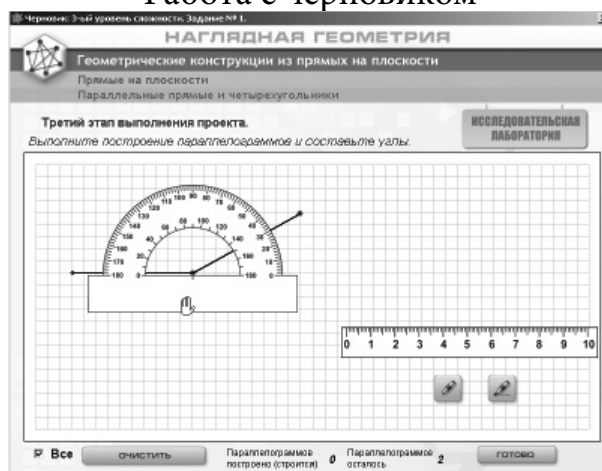 Работа с черновиком
Черновик: 3-ый уровень сложности. Задание № 1.
НАГЛЯДНАЯ ГЕОМЕТРИЯ
Геометрические конструкции из прямых на плоскости
Прямые на плоскости
Параллельные прямые и четырехугольники
Третий этап выполнения проекта.
ИССЛЕДОВАТЕЛЬСКАЯ
ЛАБОРАТОРИЯ
Выполните построение параллелограммов и составьте углы.
0 1 2 3 4 5 6 7 8 9 10
Все
ОЧИСТИТЬ
Параллелограммов
построено (строится) 0
Параллелограммов
осталось 2
ГОТОВО